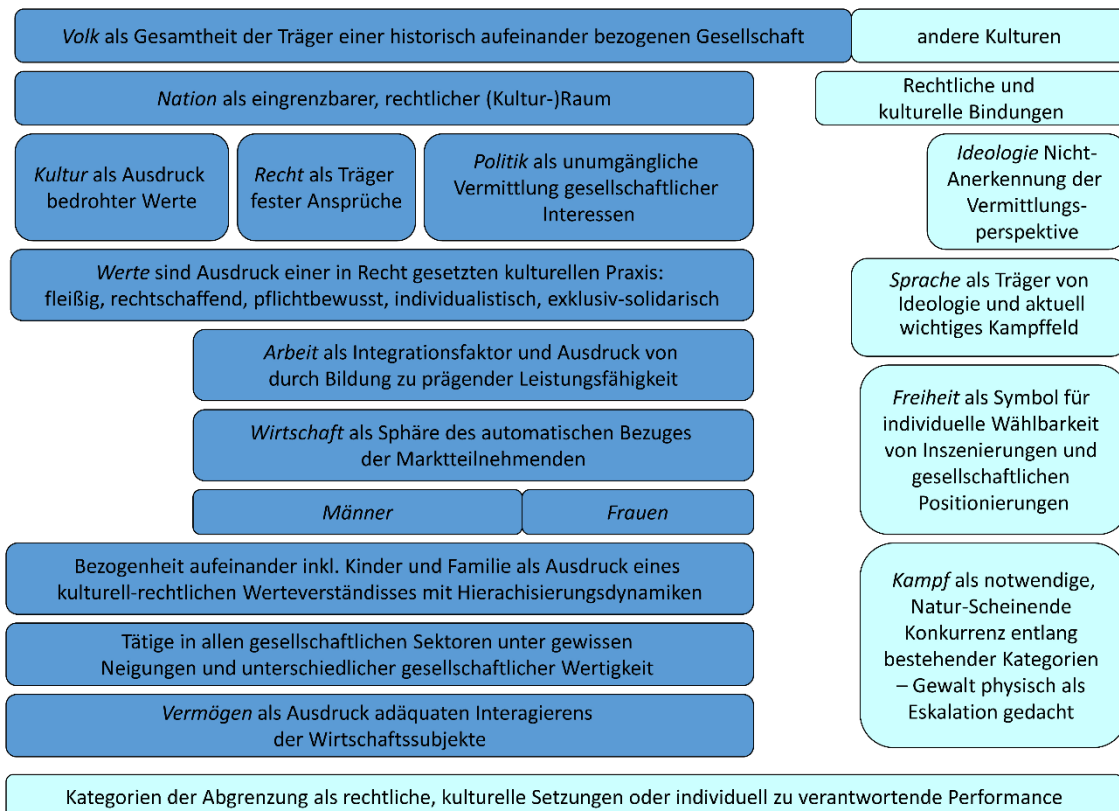 Volk als Gesamtheit der Träger einer historisch aufeinander bezogenen Gesellschaft
andere Kulturen
Nation als eingrenzbarer, rechtlicher (Kultur-)Raum
Rechtliche und
kulturelle Bindungen
Kultur als Ausdruck
bedrohter Werte
Recht als Träger
fester Ansprüche
Politik als unumgängliche
Vermittlung gesellschaftlicher
Interessen
Ideologie Nicht-
Anerkennung der
Vermittlungs-
perspektive
Werte sind Ausdruck einer in Recht gesetzten kulturellen Praxis:
fleißig, rechtschaffend, pflichtbewusst, individualistisch, exklusiv-solidarisch
Sprache als Träger von
Ideologie und aktuell
wichtiges Kampffeld
Arbeit als Integrationsfaktor und Ausdruck von
durch Bildung zu prägender Leistungsfähigkeit
Wirtschaft als Sphäre des automatischen Bezuges
der Marktteilnehmenden
Freiheit als Symbol für
individuelle Wählbarkeit
von Inszenierungen und
gesellschaftlichen
Positionierungen
Männer
Frauen
Bezogenheit aufeinander inkl. Kinder und Familie als Ausdruck eines
kulturell-rechtlichen Werteverständisses mit Hierachisierungsdynamiken
Kampf als notwendige,
Natur-Scheinende
Konkurrenz entlang
bestehender Kategorien
– Gewalt physisch als
Eskalation gedacht
Tätige in allen gesellschaftlichen Sektoren unter gewissen
Neigungen und unterschiedlicher gesellschaftlicher Wertigkeit
Vermögen als Ausdruck adäquaten Interagierens
der Wirtschaftssubjekte
Kategorien der Abgrenzung als rechtliche, kulturelle Setzungen oder individuell zu verantwortende Performance